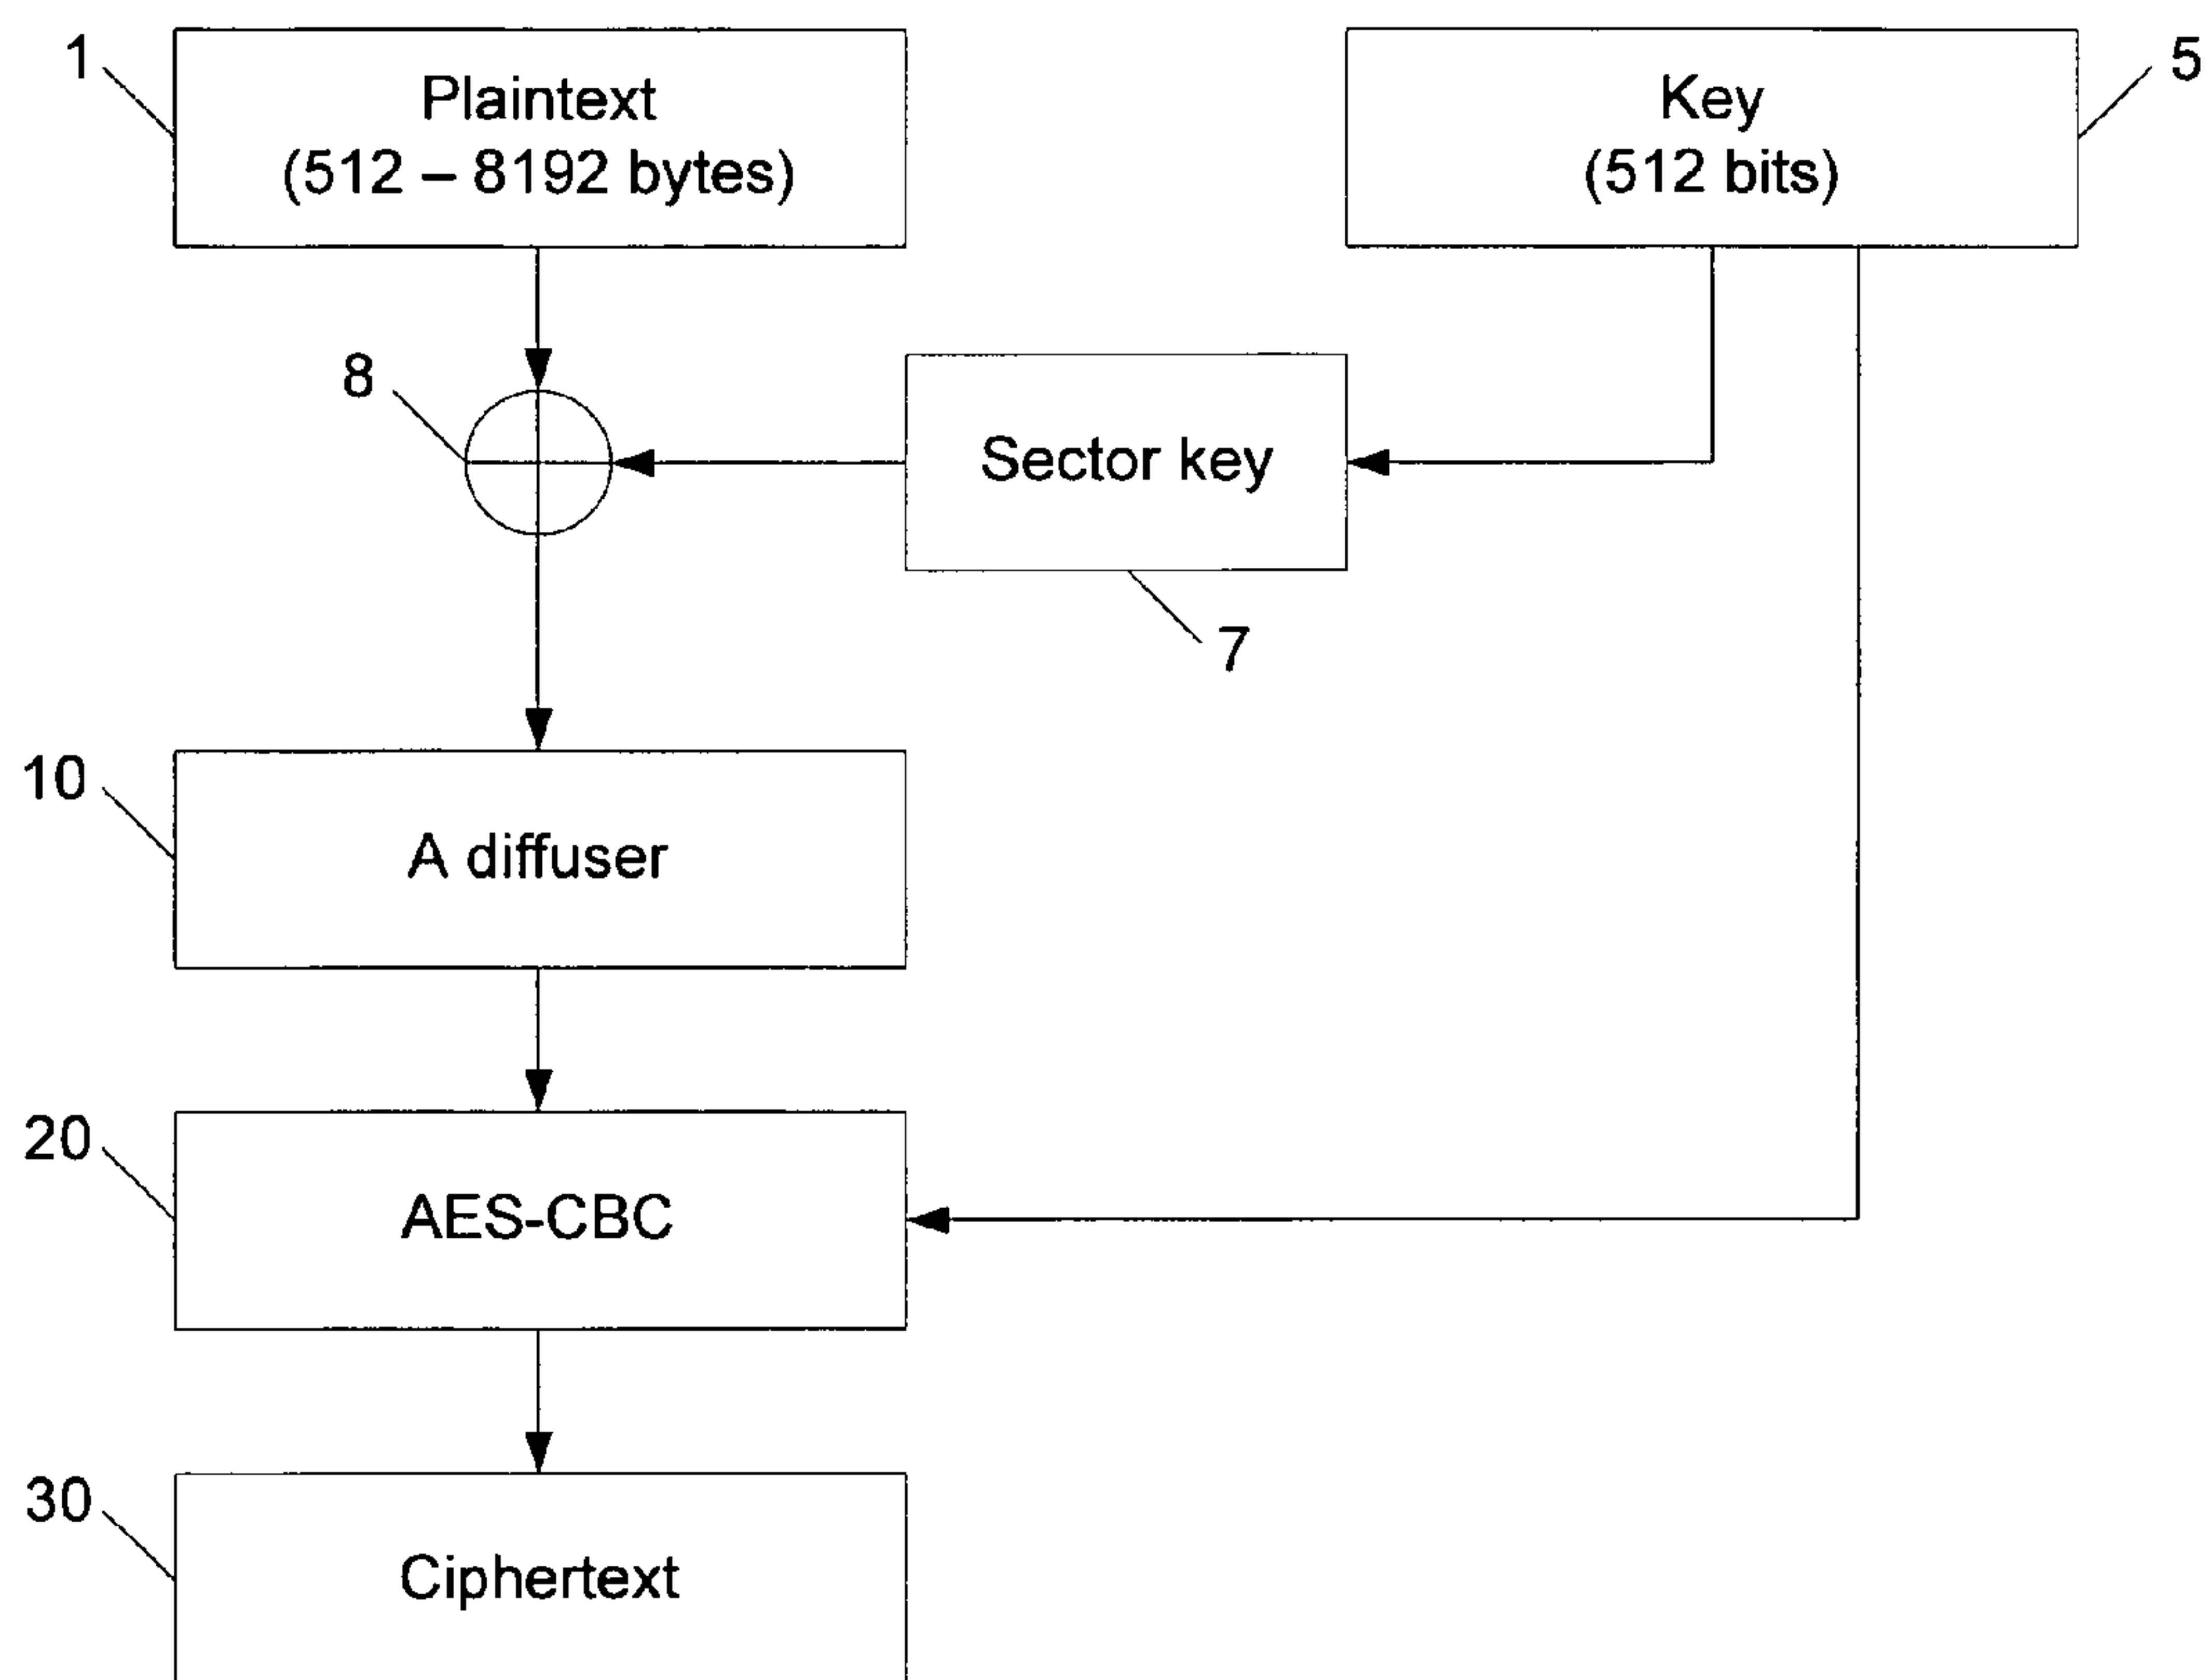 1
Plaintext
(512 – 8192 bytes)
Key
(512 bits)
5
8
Sector key
7
10
A diffuser
20
AES-CBC
30
Ciphertext